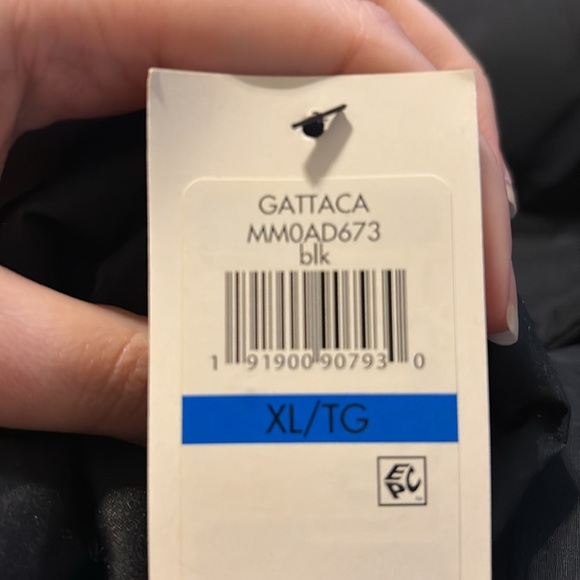 GATTACA
MM0AD673
blk
1 91900 90793 0
XL/TG
EPC